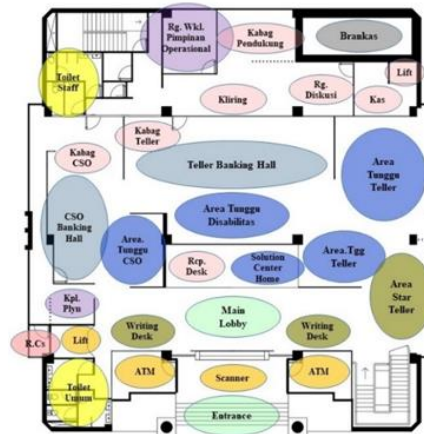 Rg. Wkl.
Pimpinan
Operasional
Kabag
Pendukung
Brankas
Toilet
Staff
Lift
Kliring
Rg.
Diskusi
Kas
Kabag
Teller
Kabag
CSO
Teller Banking Hall
Area
Tunggu
Teller
CSO
Banking
Hall
Area Tunggu
Disabilitas
Area.
Tunggu
CSO
Rcp. Desk
Solution
Center
Home
Area.Tgg
Teller
Area
Star
Teller
Kpl.
Plyn
Main
Lobby
R.Cs
Lift
Writing
Desk
Writing
Desk
Toilet
Umum
ATM
Scanner
ATM
Entrance